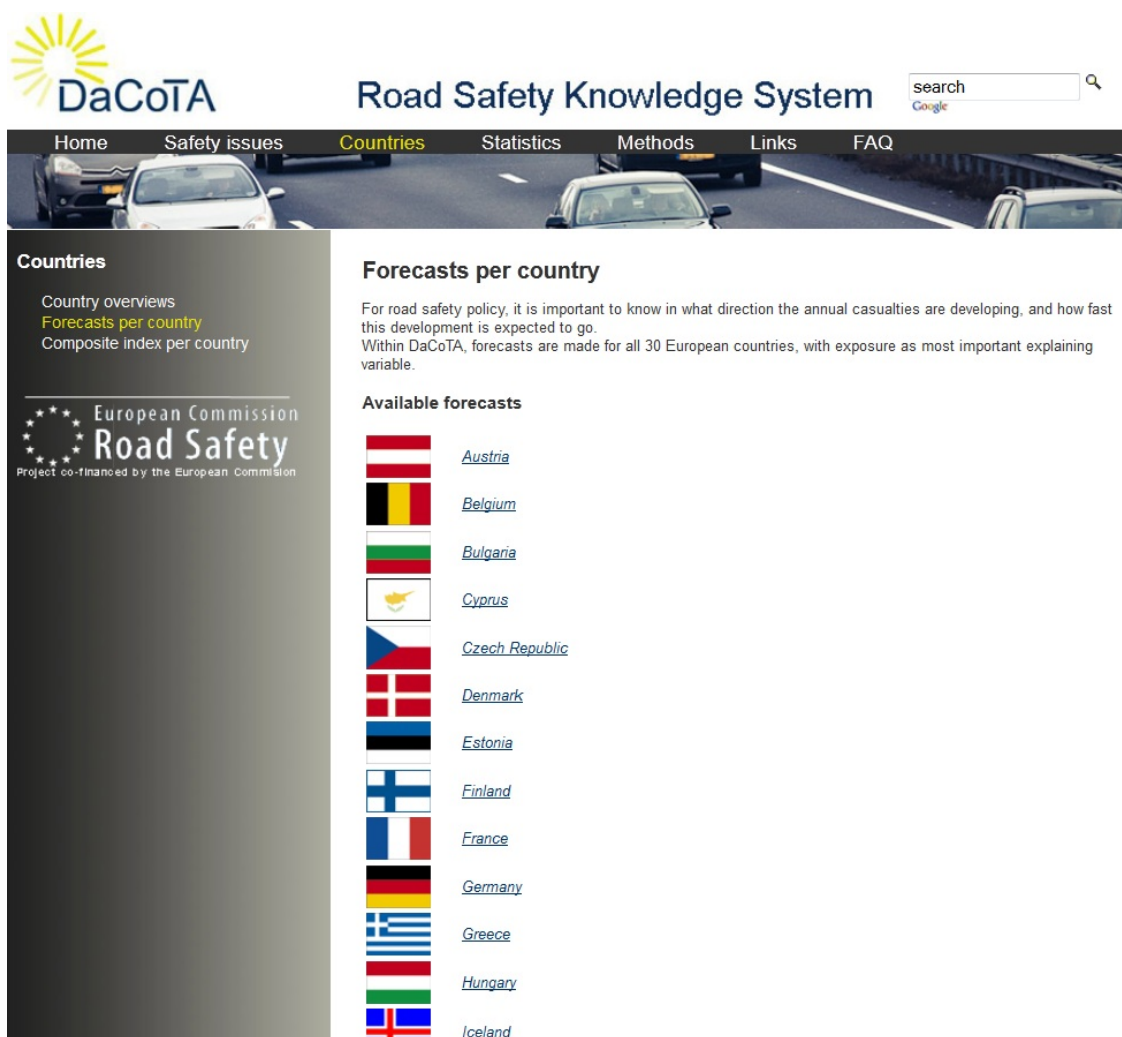 DaCoTA
Road Safety Knowledge System
search
Google
Home Safety issues Countries Statistics Methods Links FAQ
Countries
Country overviews
Forecasts per country
Composite index per country
European Commission
Road Safety
Project co-financed by the European Commision
Forecasts per country
For road safety policy, it is important to know in what direction the annual casualties are developing, and how fast
this development is expected to go.
Within DaCoTA, forecasts are made for all 30 European countries, with exposure as most important explaining
variable.
Available forecasts
Austria
Belgium
Bulgaria
Cyprus
Czech Republic
Denmark
Estonia
Finland
France
Germany
Greece
Hungary
Iceland